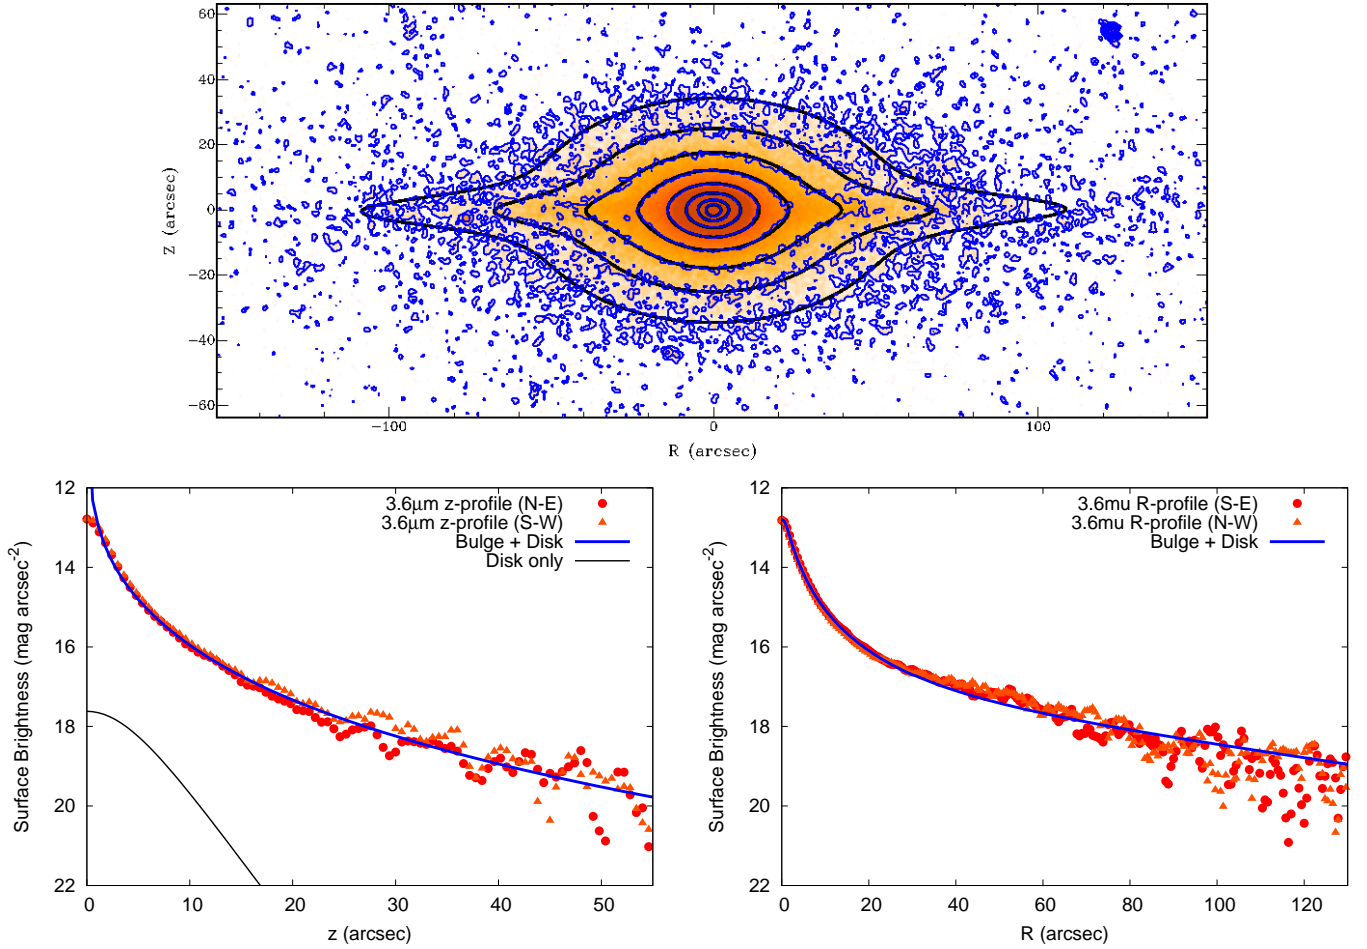 60
40
20
0
−20
−40
−60
Z (arcsec)
−100
0
100
R (arcsec)
12
14
16
18
20
22
Surface Brightness (mag arcsec-2)
3.6μm z-profile (N-E)
3.6μm z-profile (S-W)
Bulge + Disk
Disk only
0
10
20
30
40
50
z (arcsec)
12
14
16
18
20
22
Surface Brightness (mag arcsec-2)
3.6mu R-profile (S-E)
3.6mu R-profile (N-W)
Bulge + Disk
0
20
40
60
80
100
120
R (arcsec)